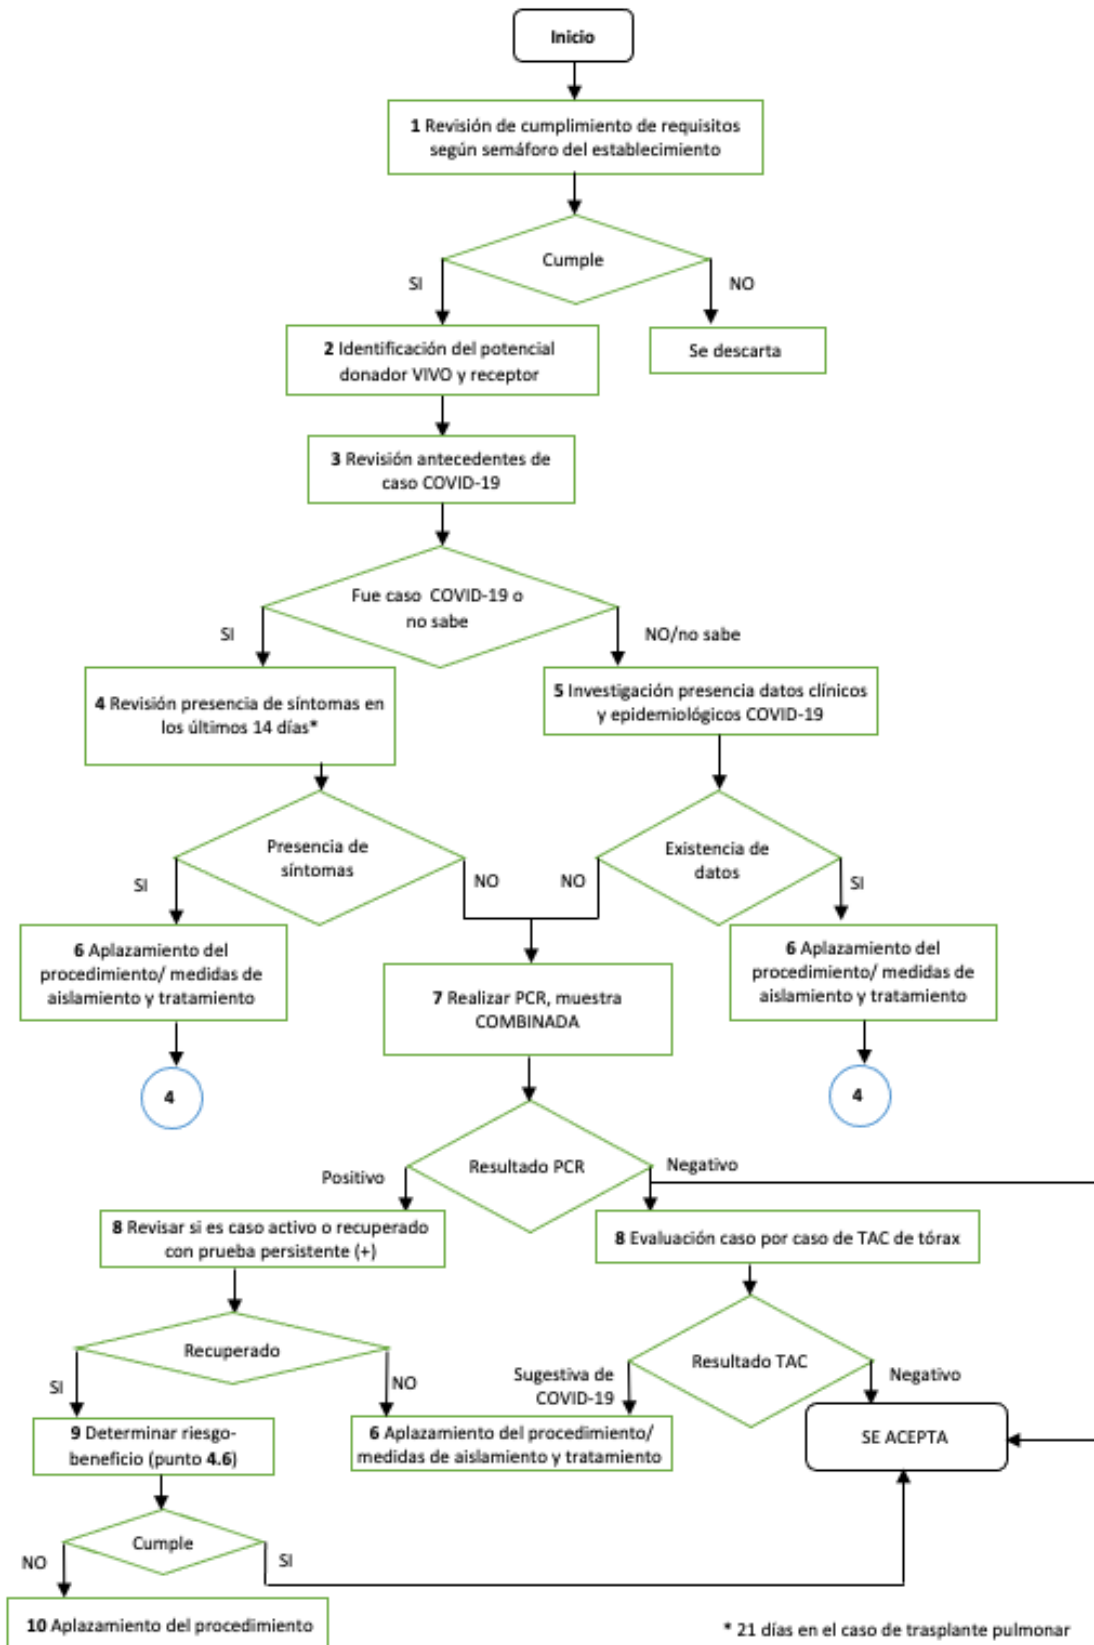 Inicio
1 Revisión de cumplimiento de requisitos
según semáforo del establecimiento
Cumple
SI
NO
2 Identificación del potencial
donador VIVO y receptor
Se descarta
3 Revisión antecedentes de
caso COVID-19
Fue caso COVID-19 o
no sabe
SI
NO/no sabe
4 Revisión presencia de síntomas en
los últimos 14 días*
5 Investigación presencia datos clínicos
y epidemiológicos COVID-19
Presencia de
síntomas
Existencia de
datos
SI
NO
NO
SI
6 Aplazamiento del
procedimiento/ medidas de
aislamiento y tratamiento
7 Realizar PCR, muestra
COMBINADA
6 Aplazamiento del
procedimiento/ medidas de
aislamiento y tratamiento
4
4
Resultado PCR
Positivo
Negativo
8 Revisar si es caso activo o recuperado
con prueba persistente (+)
8 Evaluación caso por caso de TAC de tórax
Recuperado
Resultado TAC
SI
NO
Sugestiva de
COVID-19
Negativo
9 Determinar riesgo-
beneficio (punto 4.6)
6 Aplazamiento del procedimiento/
medidas de aislamiento y tratamiento
SE ACEPTA
Cumple
NO
SI
10 Aplazamiento del procedimiento
* 21 días en el caso de trasplante pulmonar